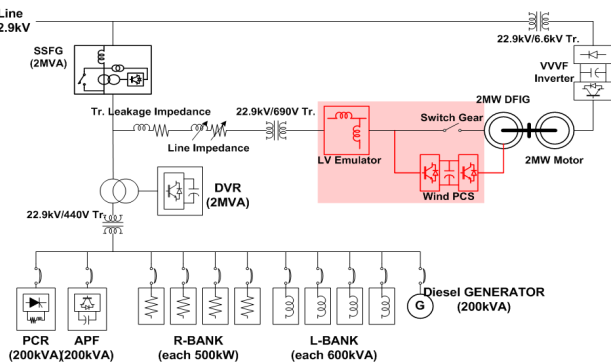 Line
2.9kV
SSFG
(2MVA)
22.9kV/6.6kV Tr.
VVVF
Inverter
Tr. Leakage Impedance
22.9kV/690V Tr.
Line Impedance
LV Emulator
Switch Gear
2MW DFIG
Wind PCS
2MW Motor
DVR
(2MVA)
22.9kV/440V Tr.
Diesel GENERATOR
(200kVA)
G
PCR
(200kVA)
APF
(200kVA)
R-BANK
(each 500kW)
L-BANK
(each 600kVA)